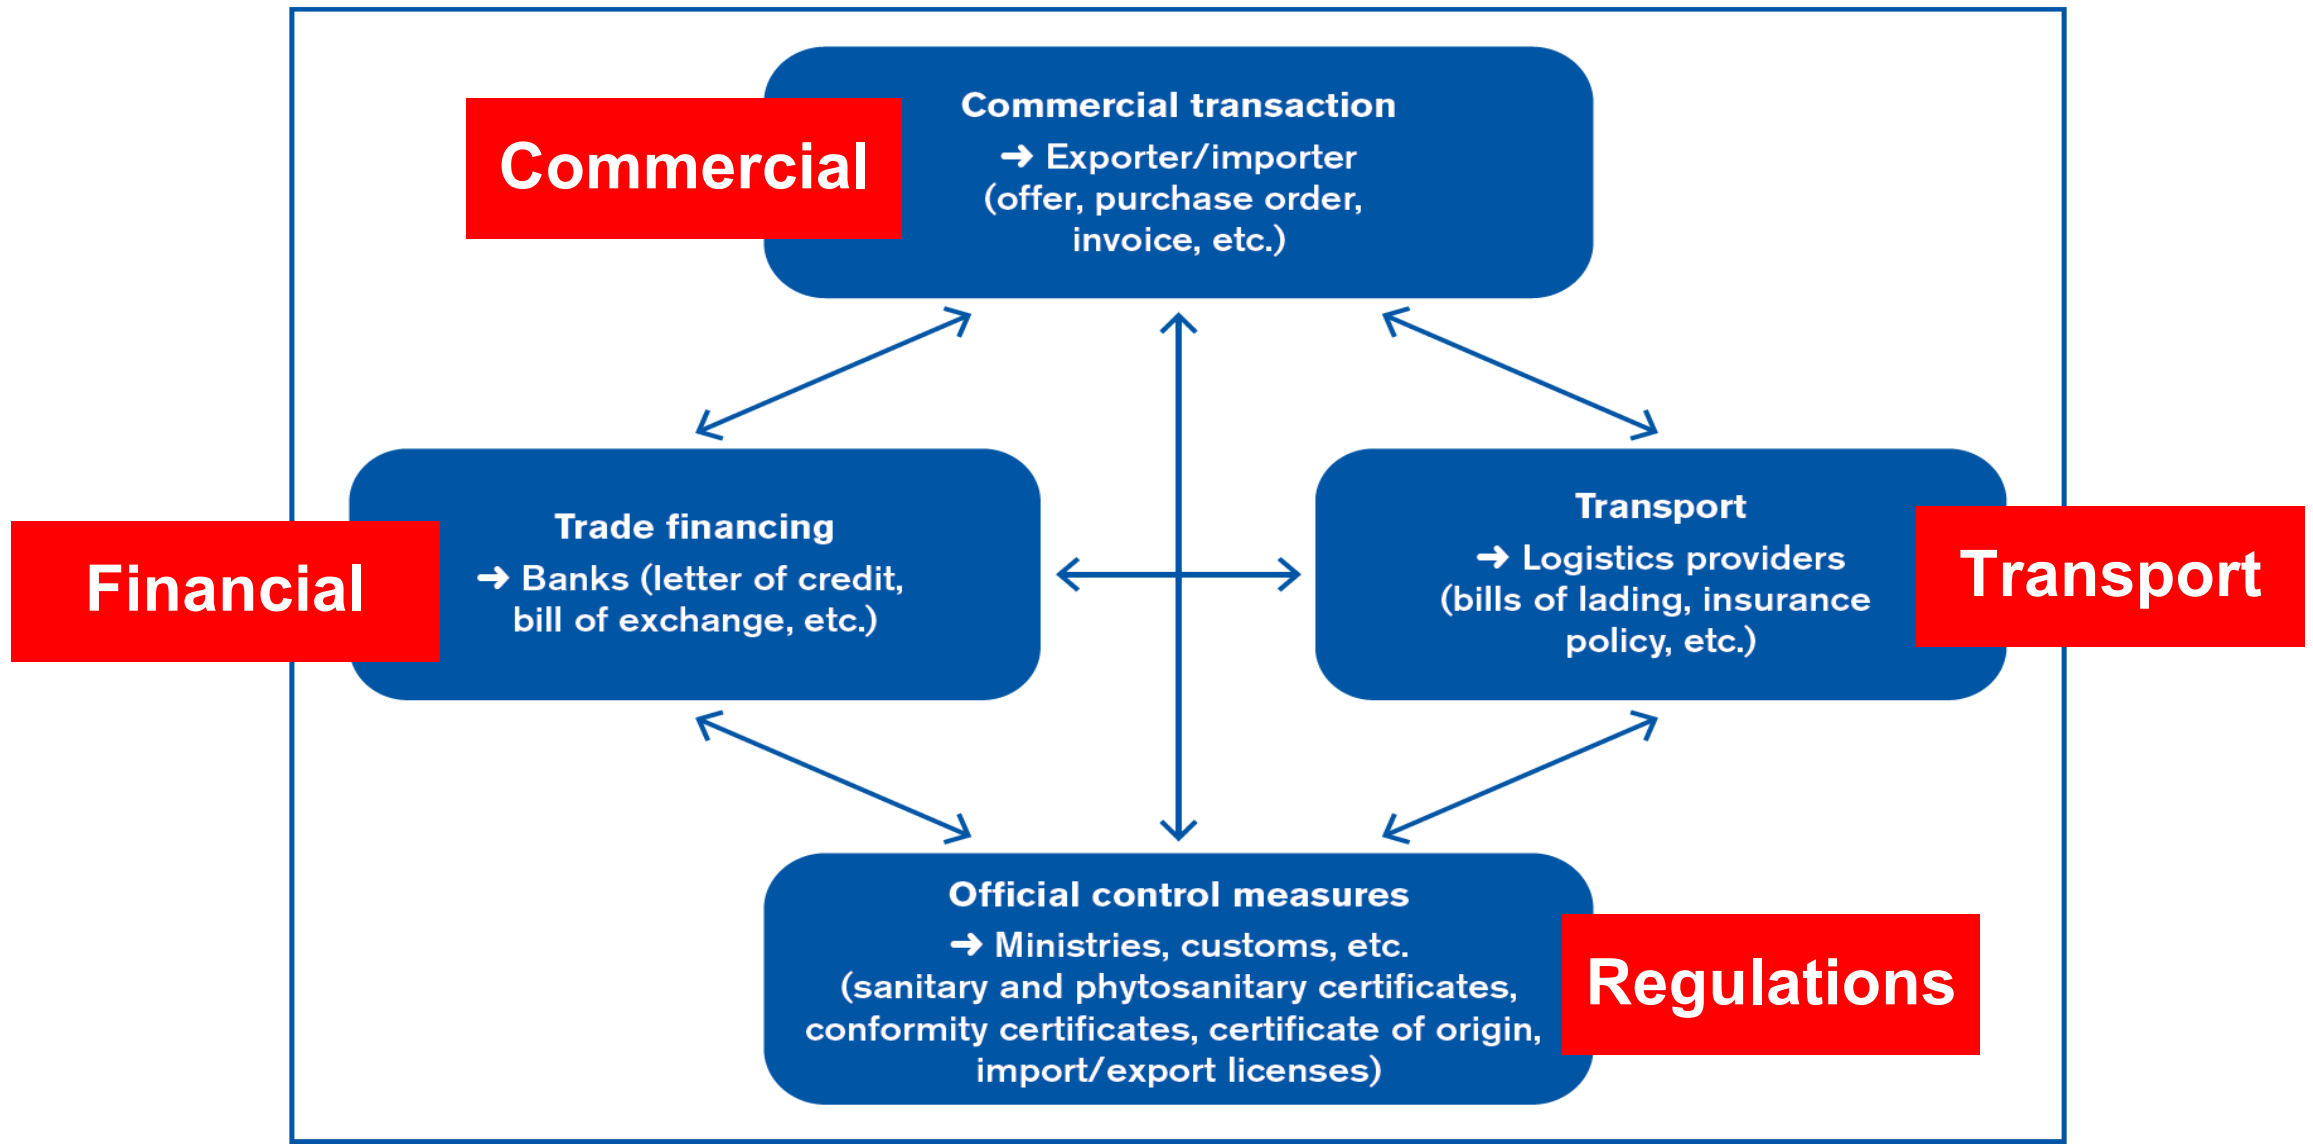 Commercial transaction
➜ Exporter/importer
(offer, purchase order,
invoice, etc.)
Commercial
Trade financing
➜ Banks (letter of credit,
bill of exchange, etc.)
Financial
Transport
➜ Logistics providers
(bills of lading, insurance
policy, etc.)
Transport
Official control measures
➜ Ministries, customs, etc.
(sanitary and phytosanitary certificates,
conformity certificates, certificate of origin,
import/export licenses)
Regulations